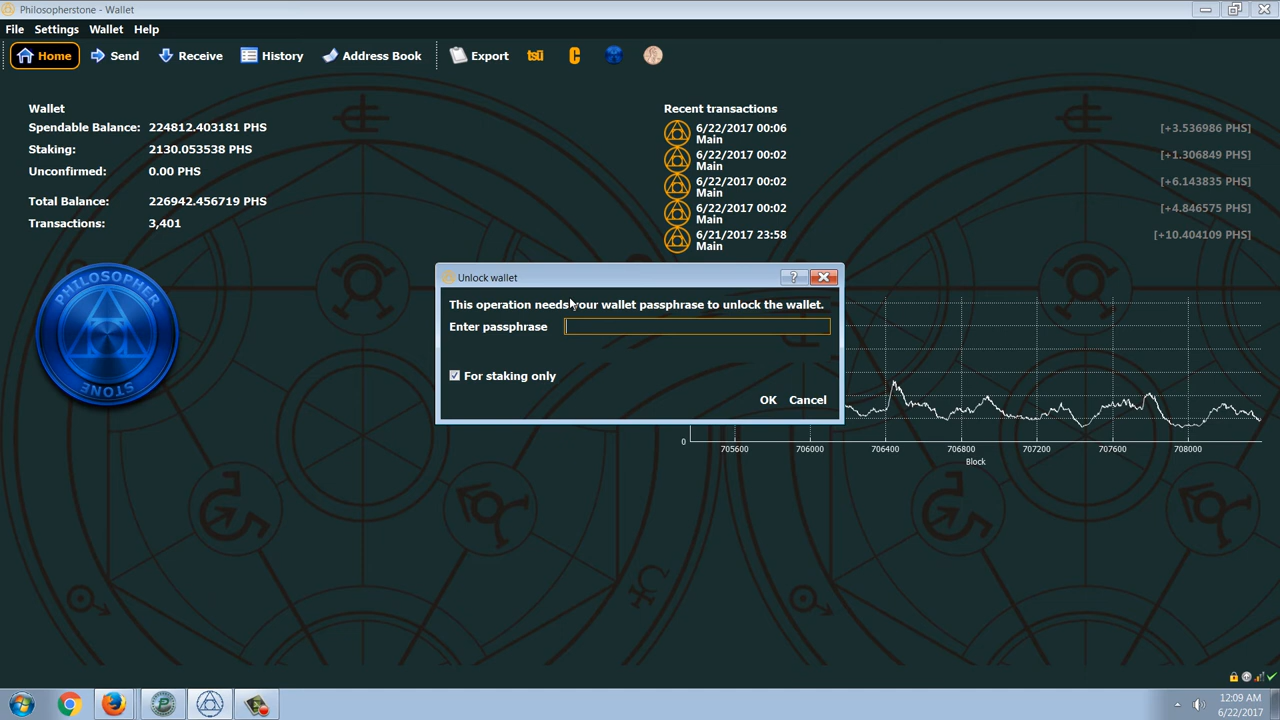 Philosopherstone - Wallet
File Settings Wallet Help
Home Send Receive History Address Book Export tsū C
Wallet
Spendable Balance: 224812.403181 PHS
Staking: 2130.053538 PHS
Unconfirmed: 0.00 PHS
Total Balance: 226942.456719 PHS
Transactions: 3,401
PHILOSOPHER
STONE
Recent transactions
6/22/2017 00:06 [+3.536986 PHS]
Main
6/22/2017 00:02 [+1.306849 PHS]
Main
6/22/2017 00:02 [+6.143835 PHS]
Main
6/22/2017 00:02 [+4.846575 PHS]
Main
6/21/2017 23:58 [+10.404109 PHS]
Main
Unlock wallet
?
This operation needs your wallet passphrase to unlock the wallet.
Enter passphrase
For staking only
OK Cancel
0
705600 706000 706400 706800 707200 707600 708000
Block
12:09 AM
6/22/2017